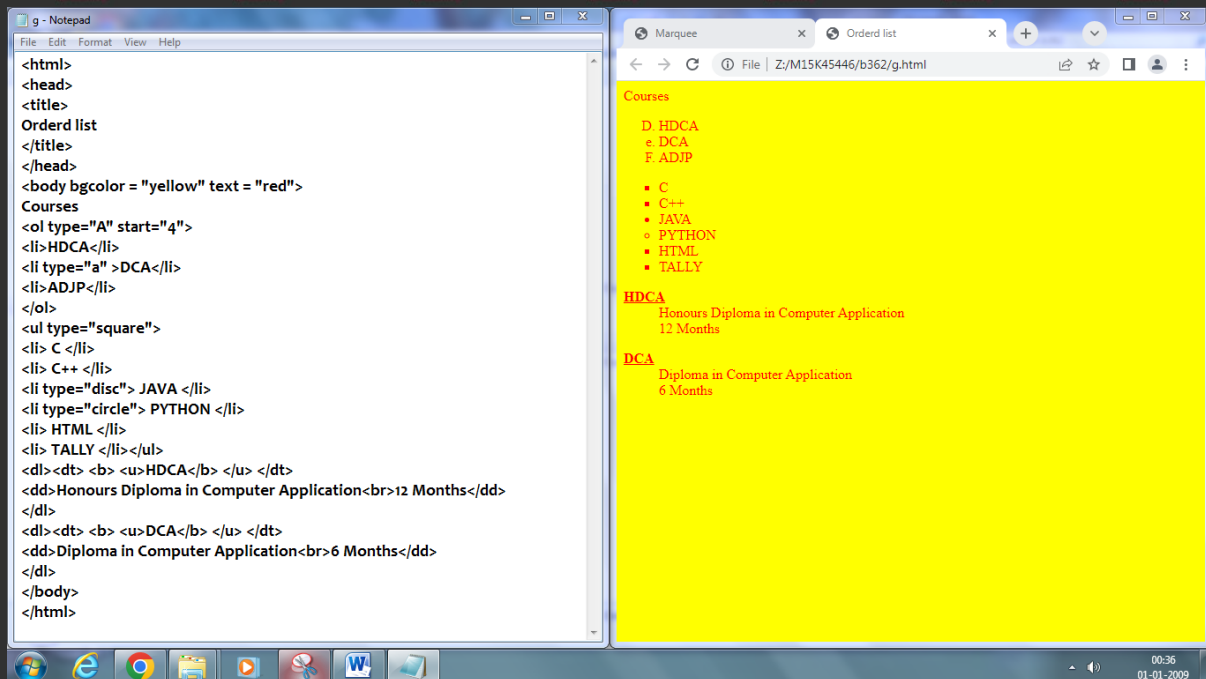 g - Notepad
File Edit Format View Help
<html>
<head>
<title>
Orderd list
</title>
</head>
<body bgcolor = "yellow" text = "red">
Courses
<ol type="A" start="4">
<li>HDCA</li>
<li type="a" >DCA</li>
<li>ADJP</li>
</ol>
<ul type="square">
<li> C </li>
<li> C++ </li>
<li type="disc"> JAVA </li>
<li type="circle"> PYTHON </li>
<li> HTML </li>
<li> TALLY </li></ul>
<dl><dt> <b> <u>HDCA</b> </u> </dt>
<dd>Honours Diploma in Computer Application<br>12 Months</dd>
</dl>
<dl><dt> <b> <u>DCA</b> </u> </dt>
<dd>Diploma in Computer Application<br>6 Months</dd>
</dl>
</body>
</html>
Marquee
Orderd list
File Z:/M15K45446/b362/g.html
Courses
D. HDCA
e. DCA
F. ADJP
C
C++
JAVA
PYTHON
HTML
TALLY
HDCA
Honours Diploma in Computer Application
12 Months
DCA
Diploma in Computer Application
6 Months
00:36
01-01-2009